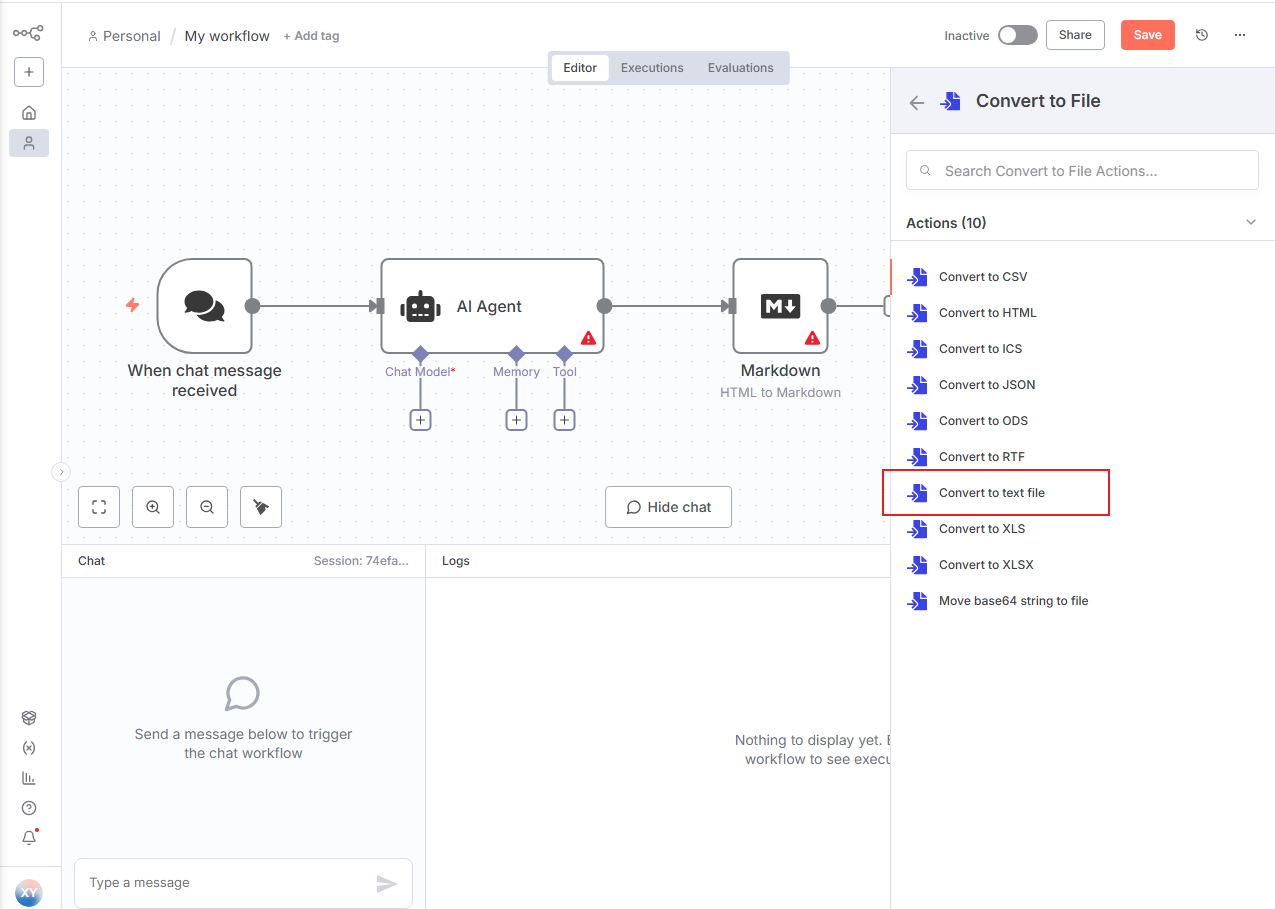 Personal / My workflow + Add tag
Inactive Share Save
Editor Executions Evaluations
Convert to File
Search Convert to File Actions...
Actions (10)
Convert to CSV
Convert to HTML
Convert to ICS
Convert to JSON
Convert to ODS
Convert to RTF
Convert to text file
Convert to XLS
Convert to XLSX
Move base64 string to file
AI Agent
When chat message
received
Chat Model*
Memory
Tool
Markdown
HTML to Markdown
Hide chat
Chat
Session: 74efa...
Logs
Send a message below to trigger
the chat workflow
Nothing to display yet.
workflow to see execu
Type a message
XY